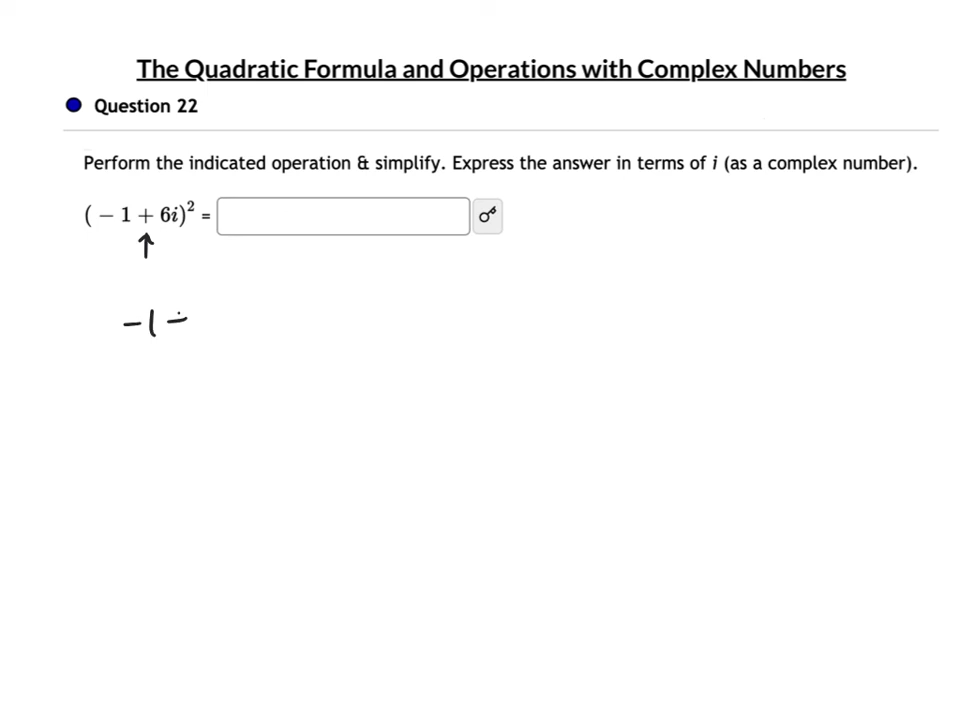 The Quadratic Formula and Operations with Complex Numbers
Question 22
Perform the indicated operation & simplify. Express the answer in terms of i (as a complex number).
( − 1 + 6i)² =
−1 ÷